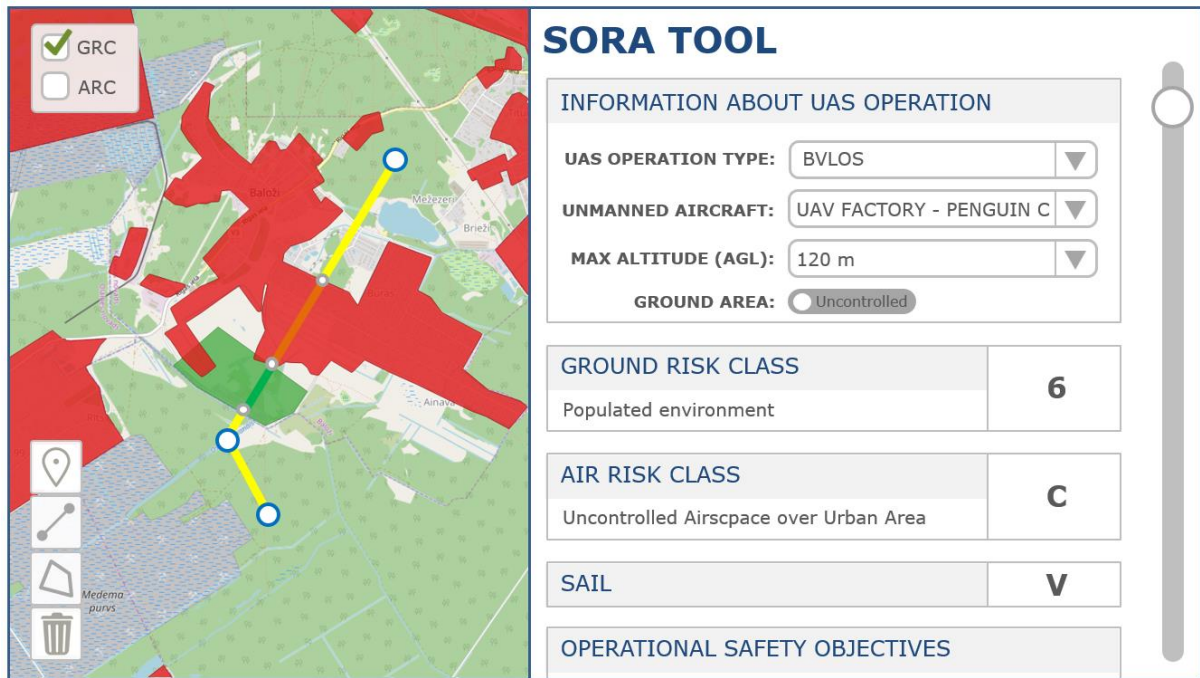 GRC
ARC
Baloži
Mežezeri
Brieži
Būras
Ainava
Medema
purvs
SORA TOOL
INFORMATION ABOUT UAS OPERATION
UAS OPERATION TYPE: BVLOS
UNMANNED AIRCRAFT: UAV FACTORY - PENGUIN C
MAX ALTITUDE (AGL): 120 m
GROUND AREA: Uncontrolled
GROUND RISK CLASS
6
Populated environment
AIR RISK CLASS
C
Uncontrolled Airscpace over Urban Area
SAIL V
OPERATIONAL SAFETY OBJECTIVES